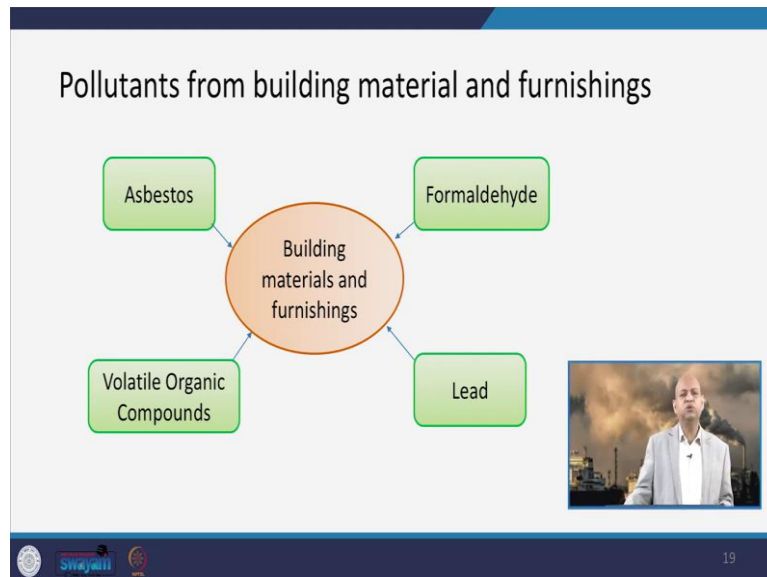 Pollutants from building material and furnishings
Asbestos
Formaldehyde
Building
materials and
furnishings
Volatile Organic
Compounds
Lead
swayam
19